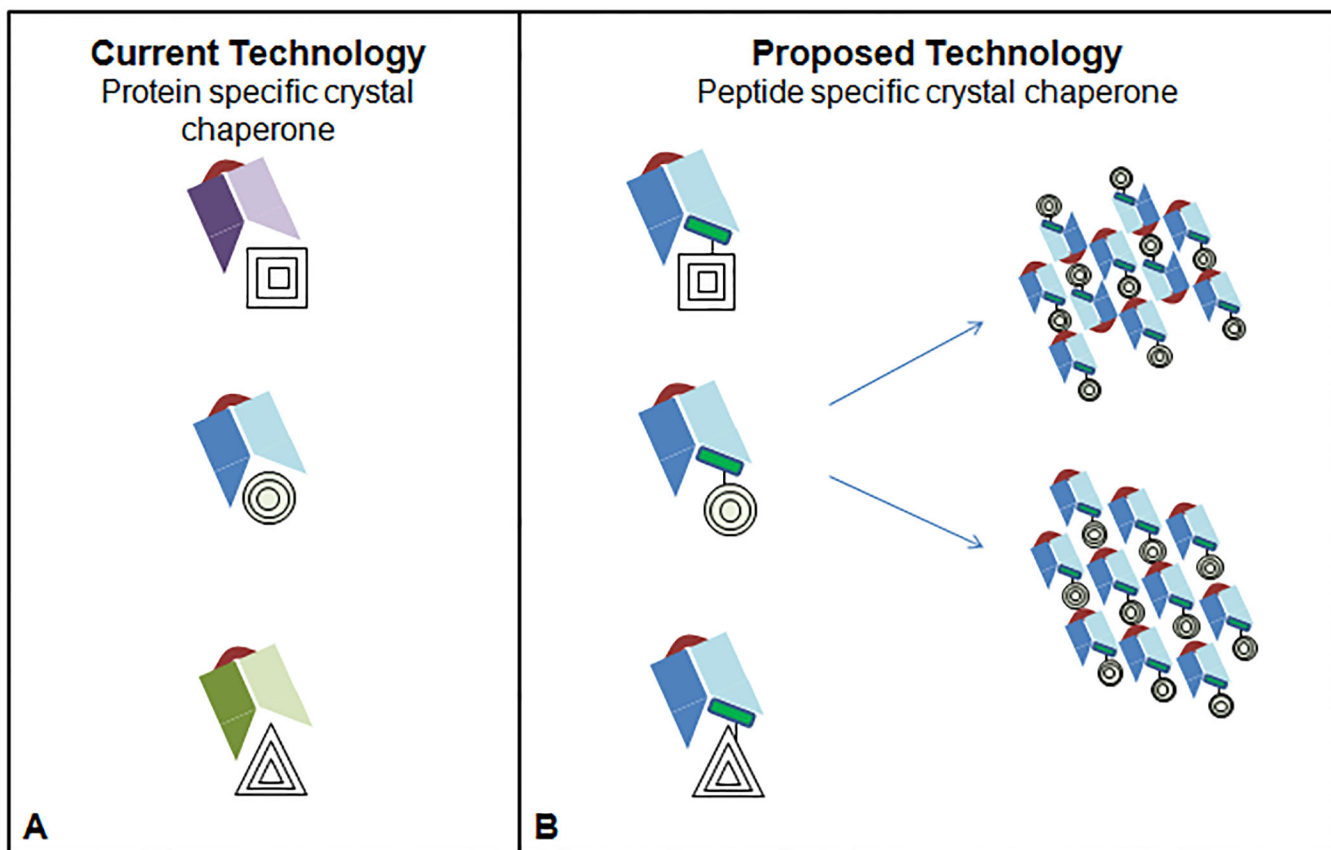 Current Technology
Protein specific crystal
chaperone
A
Proposed Technology
Peptide specific crystal chaperone
B